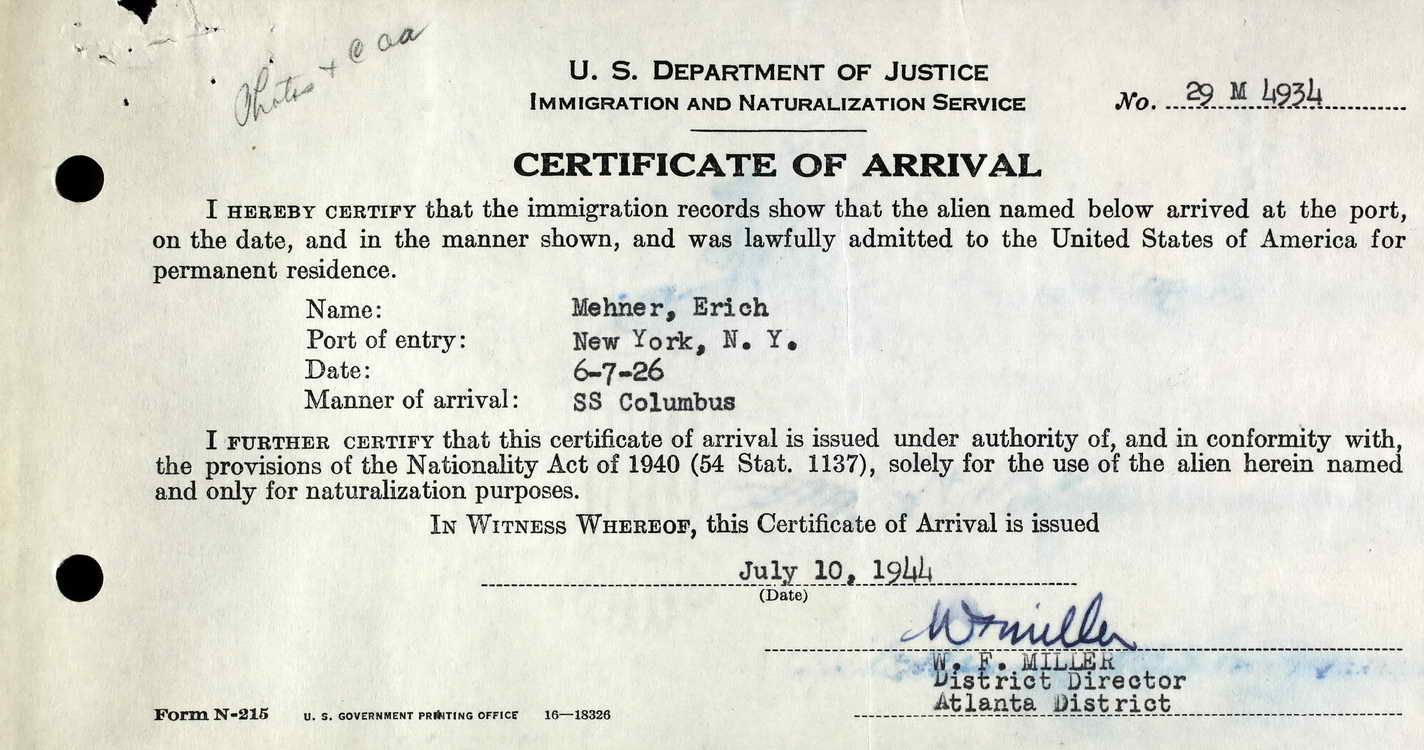 Photos + C oa
U. S. DEPARTMENT OF JUSTICE
IMMIGRATION AND NATURALIZATION SERVICE
No. 29 M 4934
CERTIFICATE OF ARRIVAL
I HEREBY CERTIFY that the immigration records show that the alien named below arrived at the port,
on the date, and in the manner shown, and was lawfully admitted to the United States of America for
permanent residence.
Name: Mehner, Erich
Port of entry: New York, N. Y.
Date: 6-7-26
Manner of arrival: SS Columbus
I FURTHER CERTIFY that this certificate of arrival is issued under authority of, and in conformity with,
the provisions of the Nationality Act of 1940 (54 Stat. 1137), solely for the use of the alien herein named
and only for naturalization purposes.
IN WITNESS WHEREOF, this Certificate of Arrival is issued
July 10, 1944
(Date)
W F Miller
W. F. MILLER
District Director
Atlanta District
Form N-215 U. S. GOVERNMENT PRINTING OFFICE 16—18326